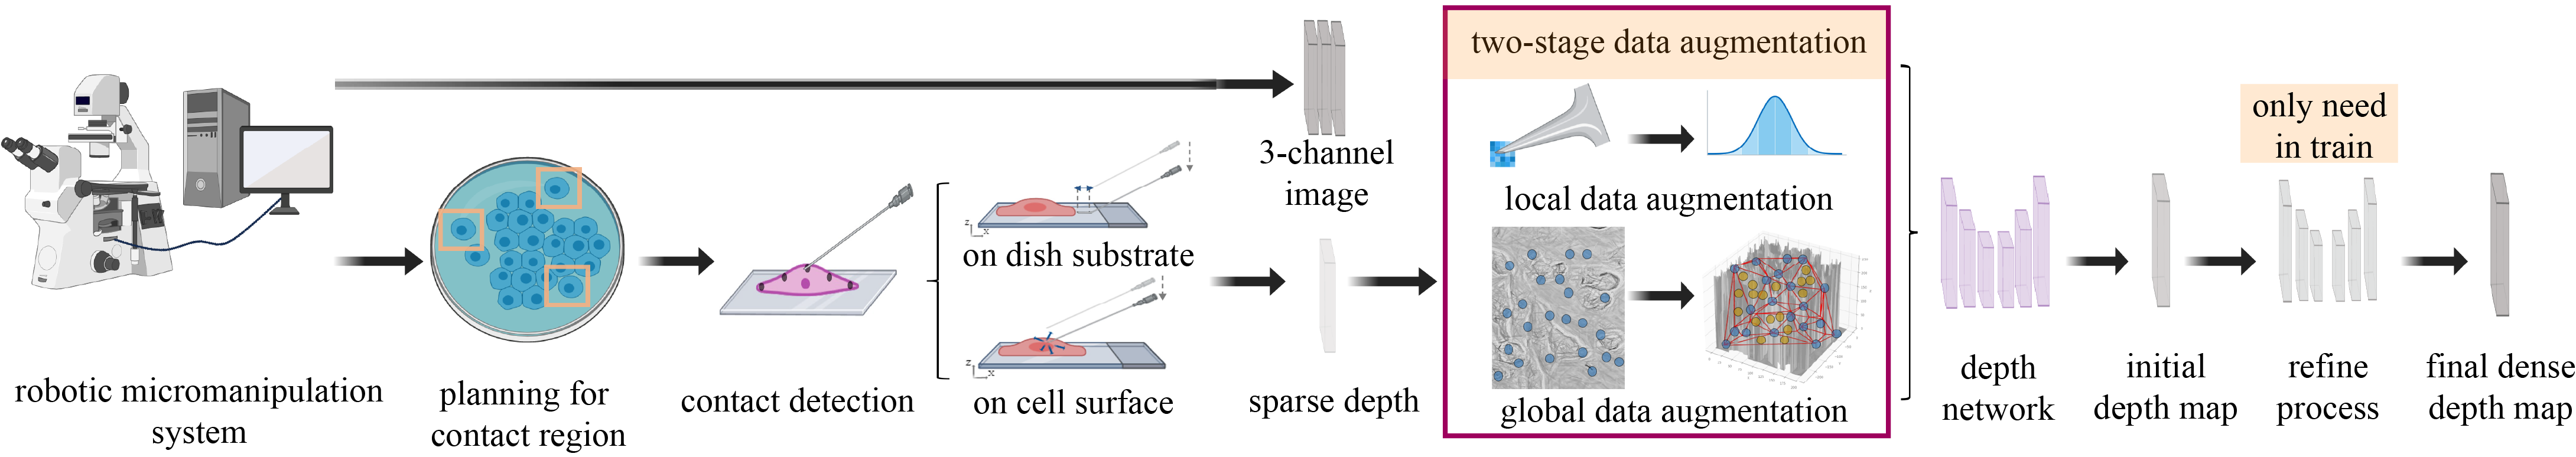 robotic micromanipulation
system
planning for
contact region
contact detection
z
x
on dish substrate
z
x
on cell surface
3-channel
image
sparse depth
two-stage data augmentation
local data augmentation
global data augmentation
depth
network
initial
depth map
only need
in train
refine
process
final dense
depth map